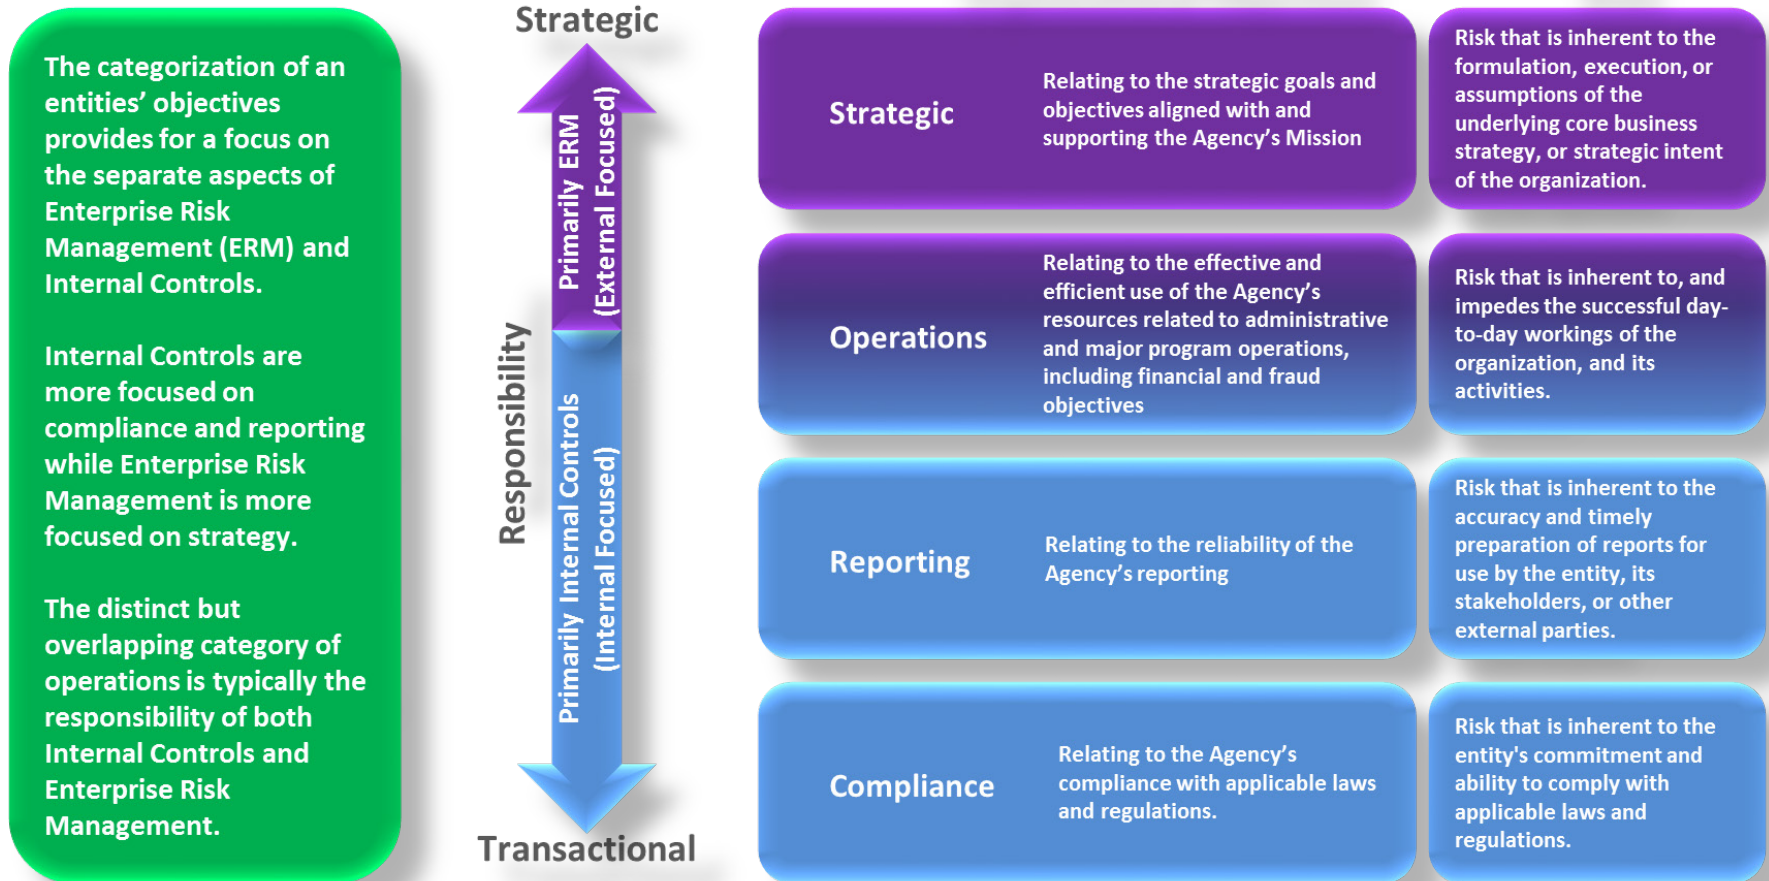 The categorization of an
entities’ objectives
provides for a focus on
the separate aspects of
Enterprise Risk
Management (ERM) and
Internal Controls.
Internal Controls are
more focused on
compliance and reporting
while Enterprise Risk
Management is more
focused on strategy.
The distinct but
overlapping category of
operations is typically the
responsibility of both
Internal Controls and
Enterprise Risk
Management.
Strategic
Responsibility
Primarily ERM
(External Focused)
Primarily Internal Controls
(Internal Focused)
Transactional
Strategic
Relating to the strategic goals and
objectives aligned with and
supporting the Agency’s Mission
Risk that is inherent to the
formulation, execution, or
assumptions of the
underlying core business
strategy, or strategic intent
of the organization.
Operations
Relating to the effective and
efficient use of the Agency’s
resources related to administrative
and major program operations,
including financial and fraud
objectives
Risk that is inherent to, and
impedes the successful day-
to-day workings of the
organization, and its
activities.
Reporting
Relating to the reliability of the
Agency’s reporting
Risk that is inherent to the
accuracy and timely
preparation of reports for
use by the entity, its
stakeholders, or other
external parties.
Compliance
Relating to the Agency’s
compliance with applicable laws
and regulations.
Risk that is inherent to the
entity's commitment and
ability to comply with
applicable laws and
regulations.